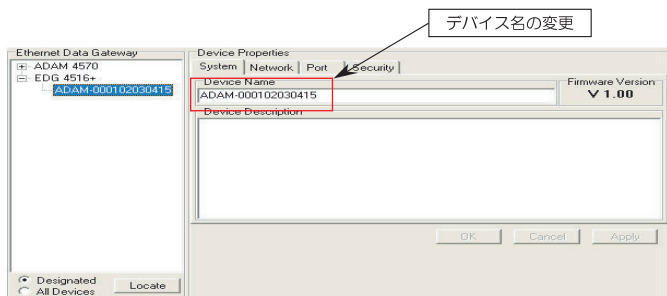 デバイス名の変更
Ethernet Data Gateway
ADAM 4570
EDG 4516+
ADAM-000102030415
Designated
All Devices
Locate
Device Properties
System
Network
Port
Security
Device Name
ADAM-000102030415
Firmware Version
V 1.00
Device Description
OK
Cancel
Apply